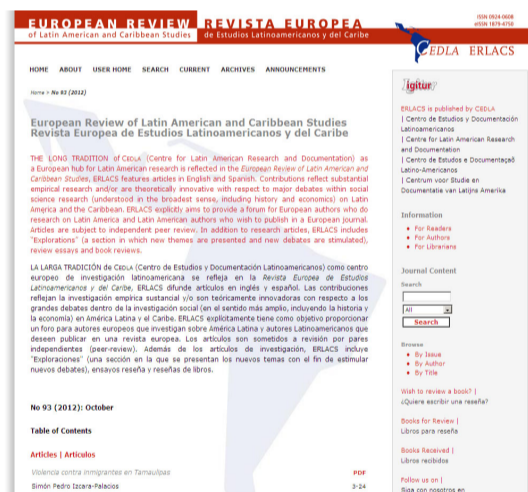 EUROPEAN REVIEW REVISTA EUROPEA
of Latin American and Caribbean Studies de Estudios Latinoamericanos y del Caribe
ISSN 0924-0608
eISSN 1879-4750
CEDLA ERLACS
HOME ABOUT USER HOME SEARCH CURRENT ARCHIVES ANNOUNCEMENTS
Home > No 93 (2012)
European Review of Latin American and Caribbean Studies
Revista Europea de Estudios Latinoamericanos y del Caribe
THE LONG TRADITION of CEDLA (Centre for Latin American Research and Documentation) as
a European hub for Latin American research is reflected in the European Review of Latin American and
Caribbean Studies, ERLACS features articles in English and Spanish. Contributions reflect substantial
empirical research and/or are theoretically innovative with respect to major debates within social
science research (understood in the broadest sense, including history and economics) on Latin
America and the Caribbean. ERLACS explicitly aims to provide a forum for European authors who do
research on Latin America and Latin American authors who wish to publish in a European journal.
Articles are subject to independent peer review. In addition to research articles, ERLACS includes
"Explorations" (a section in which new themes are presented and new debates are stimulated),
review essays and book reviews.
LA LARGA TRADICIÓN de CEDLA (Centro de Estudios y Documentación Latinoamericanos) como centro
europeo de investigación latinoamericana se refleja en la Revista Europea de Estudios
Latinoamericanos y del Caribe, ERLACS difunde artículos en inglés y español. Las contribuciones
reflejan la investigación empírica sustancial y/o son teóricamente innovadoras con respecto a los
grandes debates dentro de la investigación social (en el sentido más amplio, incluyendo la historia y
la economía) en América Latina y el Caribe. ERLACS explícitamente tiene como objetivo proporcionar
un foro para autores europeos que investigan sobre América Latina y autores Latinoamericanos que
deseen publicar en una revista europea. Los artículos son sometidos a revisión por pares
independientes (peer-review). Además de los artículos de investigación, ERLACS incluye
"Exploraciones" (una sección en la que se presentan los nuevos temas con el fin de estimular
nuevos debates), ensayos reseña y reseñas de libros.
No 93 (2012): October
Table of Contents
Articles | Artículos
Violencia contra inmigrantes en Tamaulipas PDF
Simón Pedro Izcara-Palacios 3-24
igitur
ERLACS is published by CEDLA
| Centro de Estudios y Documentación
Latinoamericanos
| Centre for Latin American Research
and Documentation
| Centro de Estudos e Documentação
Latino-Americanos
| Centrum voor Studie en
Documentatie van Latijns Amerika
Information
For Readers
For Authors
For Librarians
Journal Content
Search
All
Search
Browse
By Issue
By Author
By Title
Wish to review a book? |
¿Quiere escribir una reseña?
Books for Review |
Libros para reseña
Books Received |
Libros recibidos
Follow us on |
Siga con nosotros en